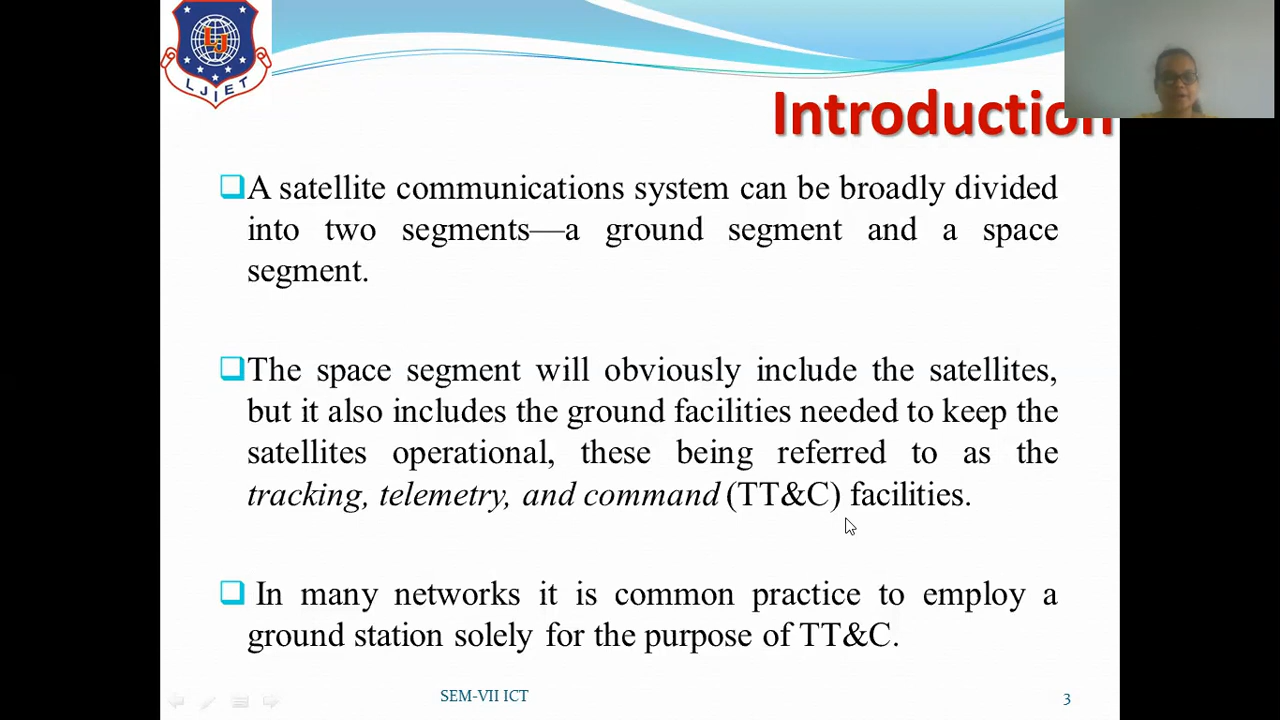 LJ
LJIET
Introduction
A satellite communications system can be broadly divided
into two segments—a ground segment and a space
segment.
The space segment will obviously include the satellites,
but it also includes the ground facilities needed to keep the
satellites operational, these being referred to as the
tracking, telemetry, and command (TT&C) facilities.
In many networks it is common practice to employ a
ground station solely for the purpose of TT&C.
SEM-VII ICT
3